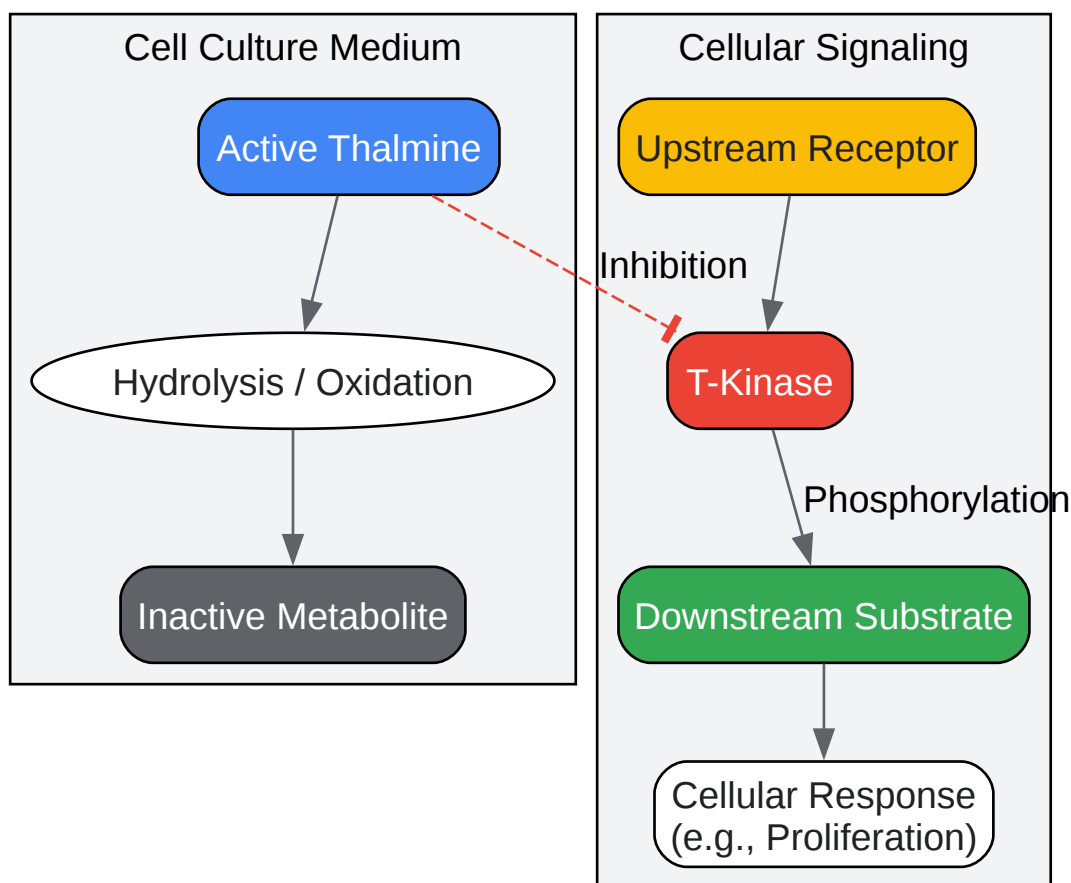 Cell Culture Medium
Active Thalmine
Hydrolysis / Oxidation
Inactive Metabolite
Cellular Signaling
Upstream Receptor
Inhibition
T-Kinase
Phosphorylation
Downstream Substrate
Cellular Response
(e.g., Proliferation)